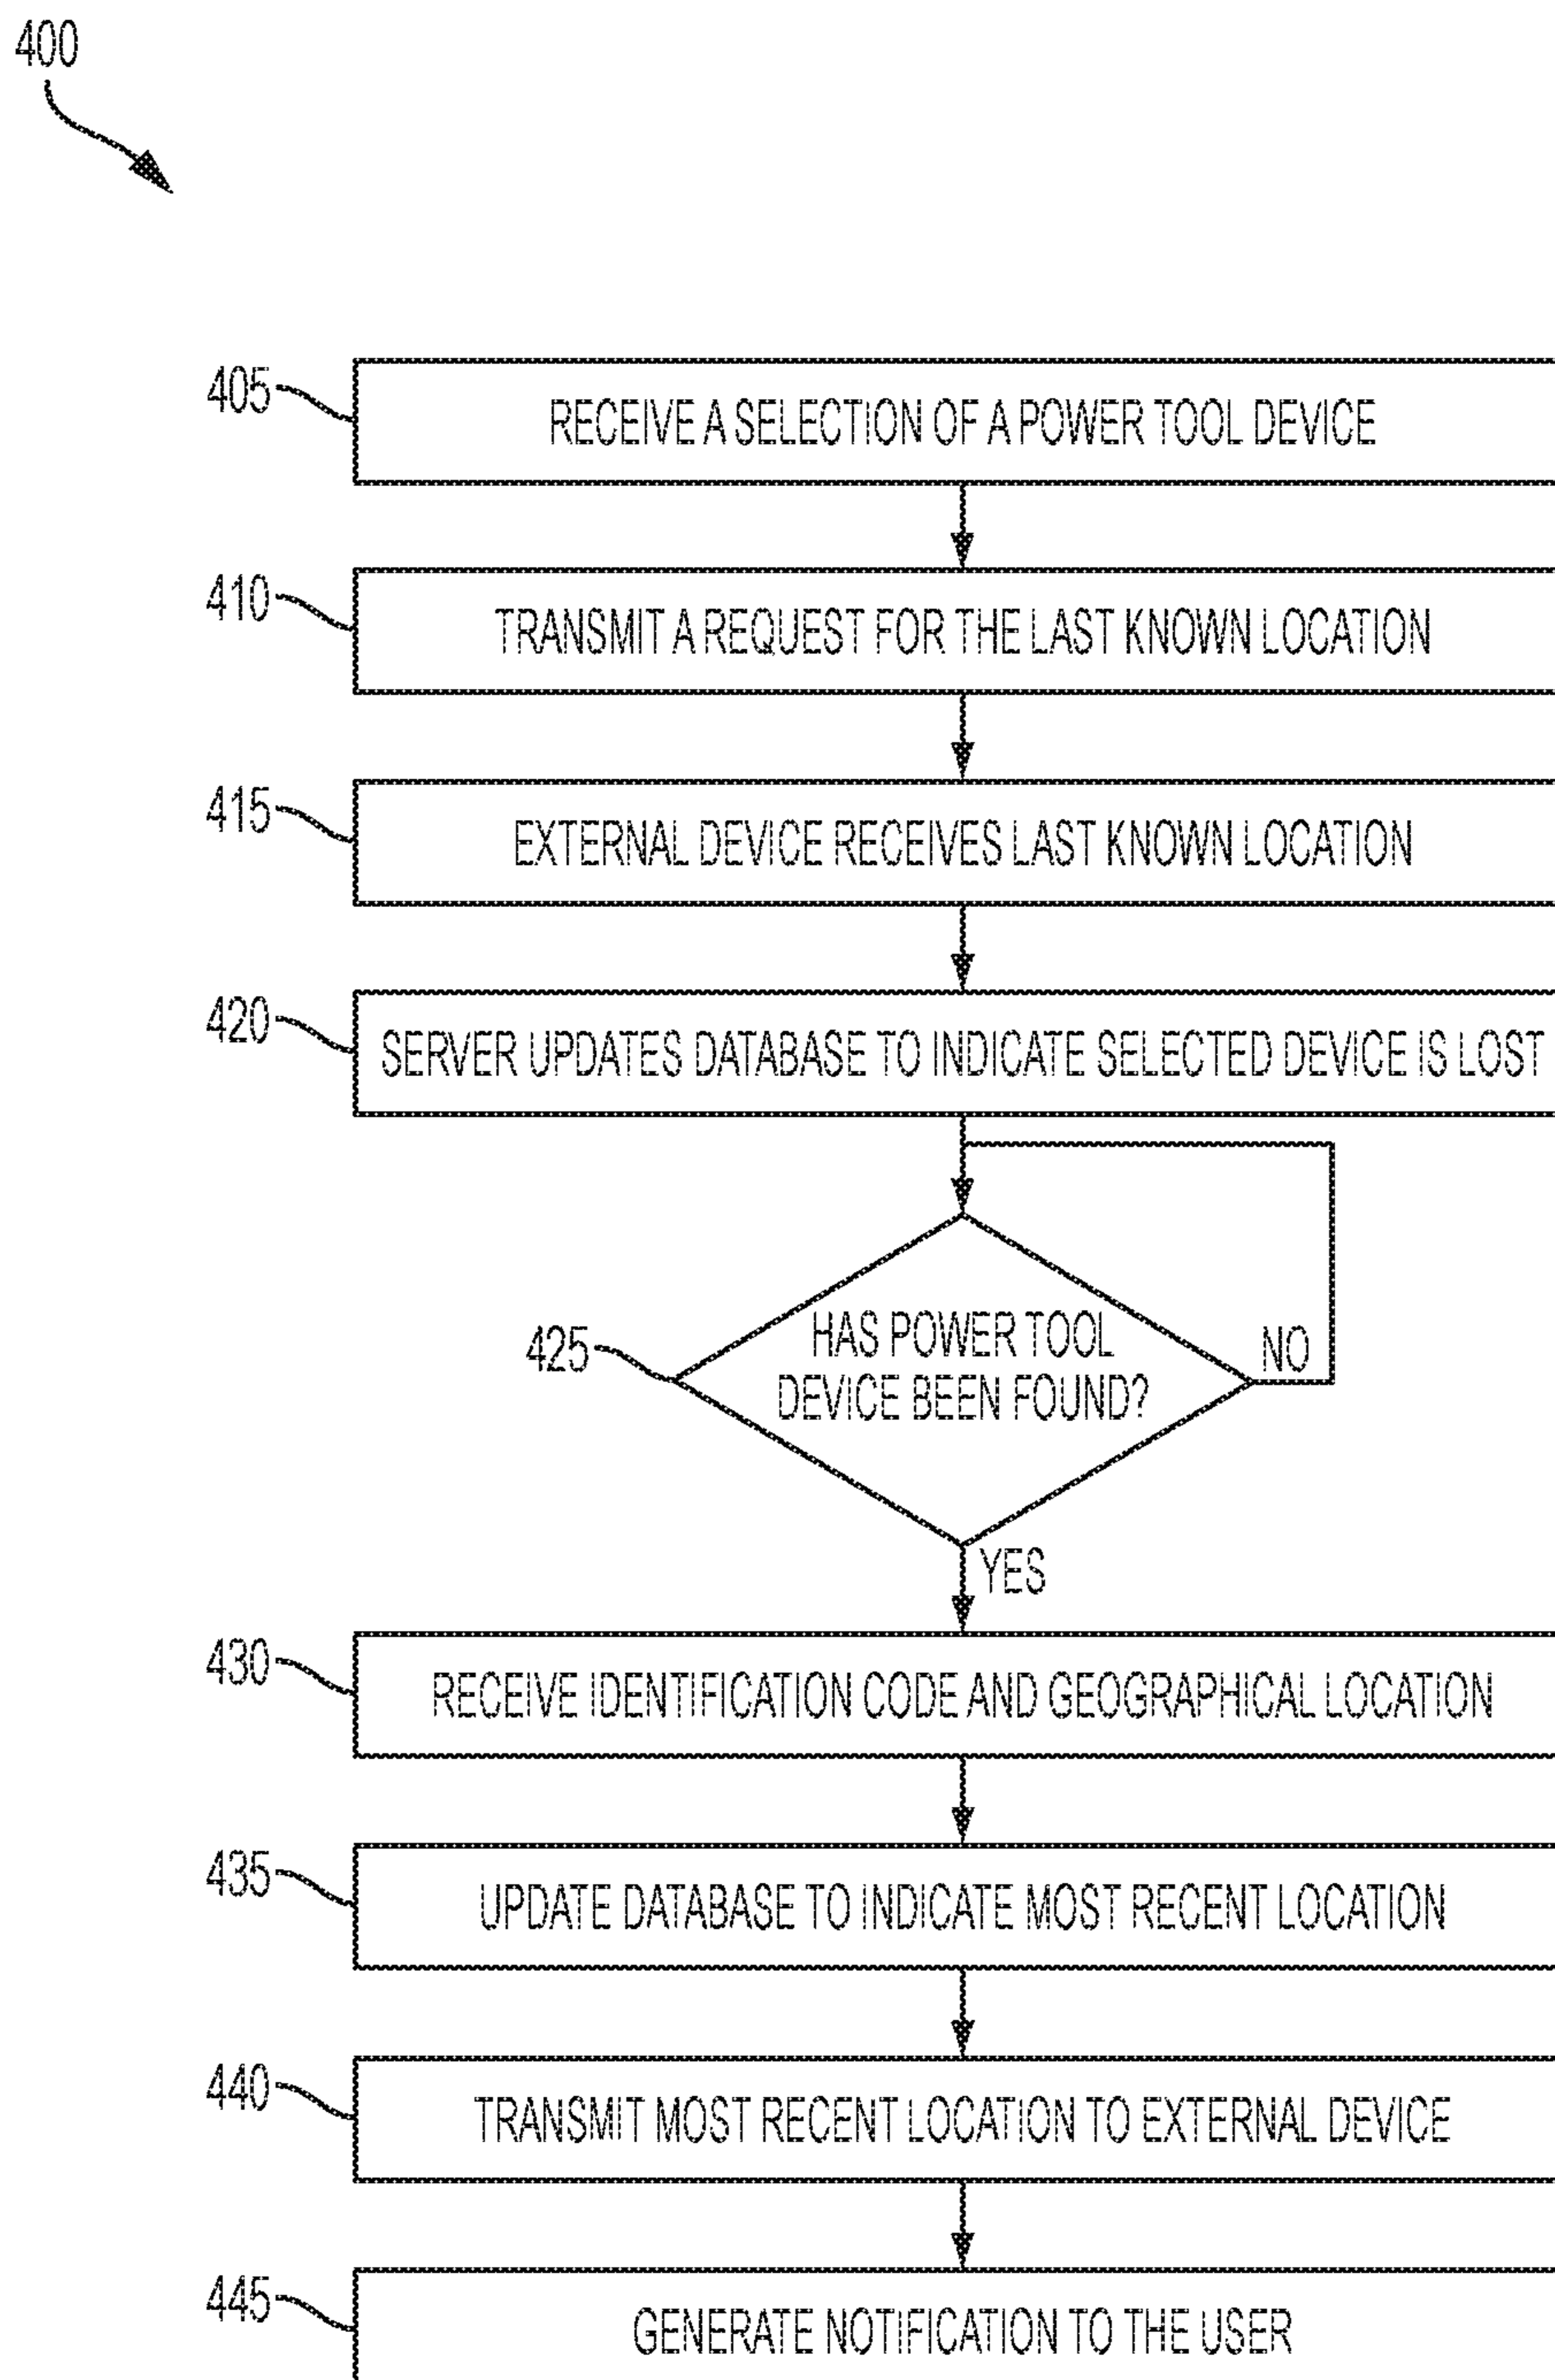 400
405
RECEIVE A SELECTION OF A POWER TOOL DEVICE
410
TRANSMIT A REQUEST FOR THE LAST KNOWN LOCATION
415
EXTERNAL DEVICE RECEIVES LAST KNOWN LOCATION
420
SERVER UPDATES DATABASE TO INDICATE SELECTED DEVICE IS LOST
425
HAS POWER TOOL
DEVICE BEEN FOUND?
NO
YES
430
RECEIVE IDENTIFICATION CODE AND GEOGRAPHICAL LOCATION
435
UPDATE DATABASE TO INDICATE MOST RECENT LOCATION
440
TRANSMIT MOST RECENT LOCATION TO EXTERNAL DEVICE
445
GENERATE NOTIFICATION TO THE USER